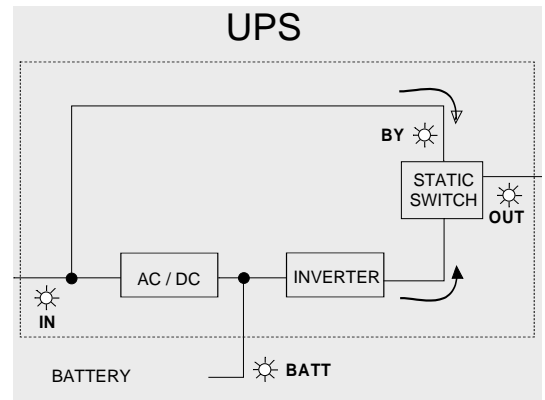 UPS
BY
STATIC
SWITCH
OUT
AC / DC
INVERTER
IN
BATT
BATTERY